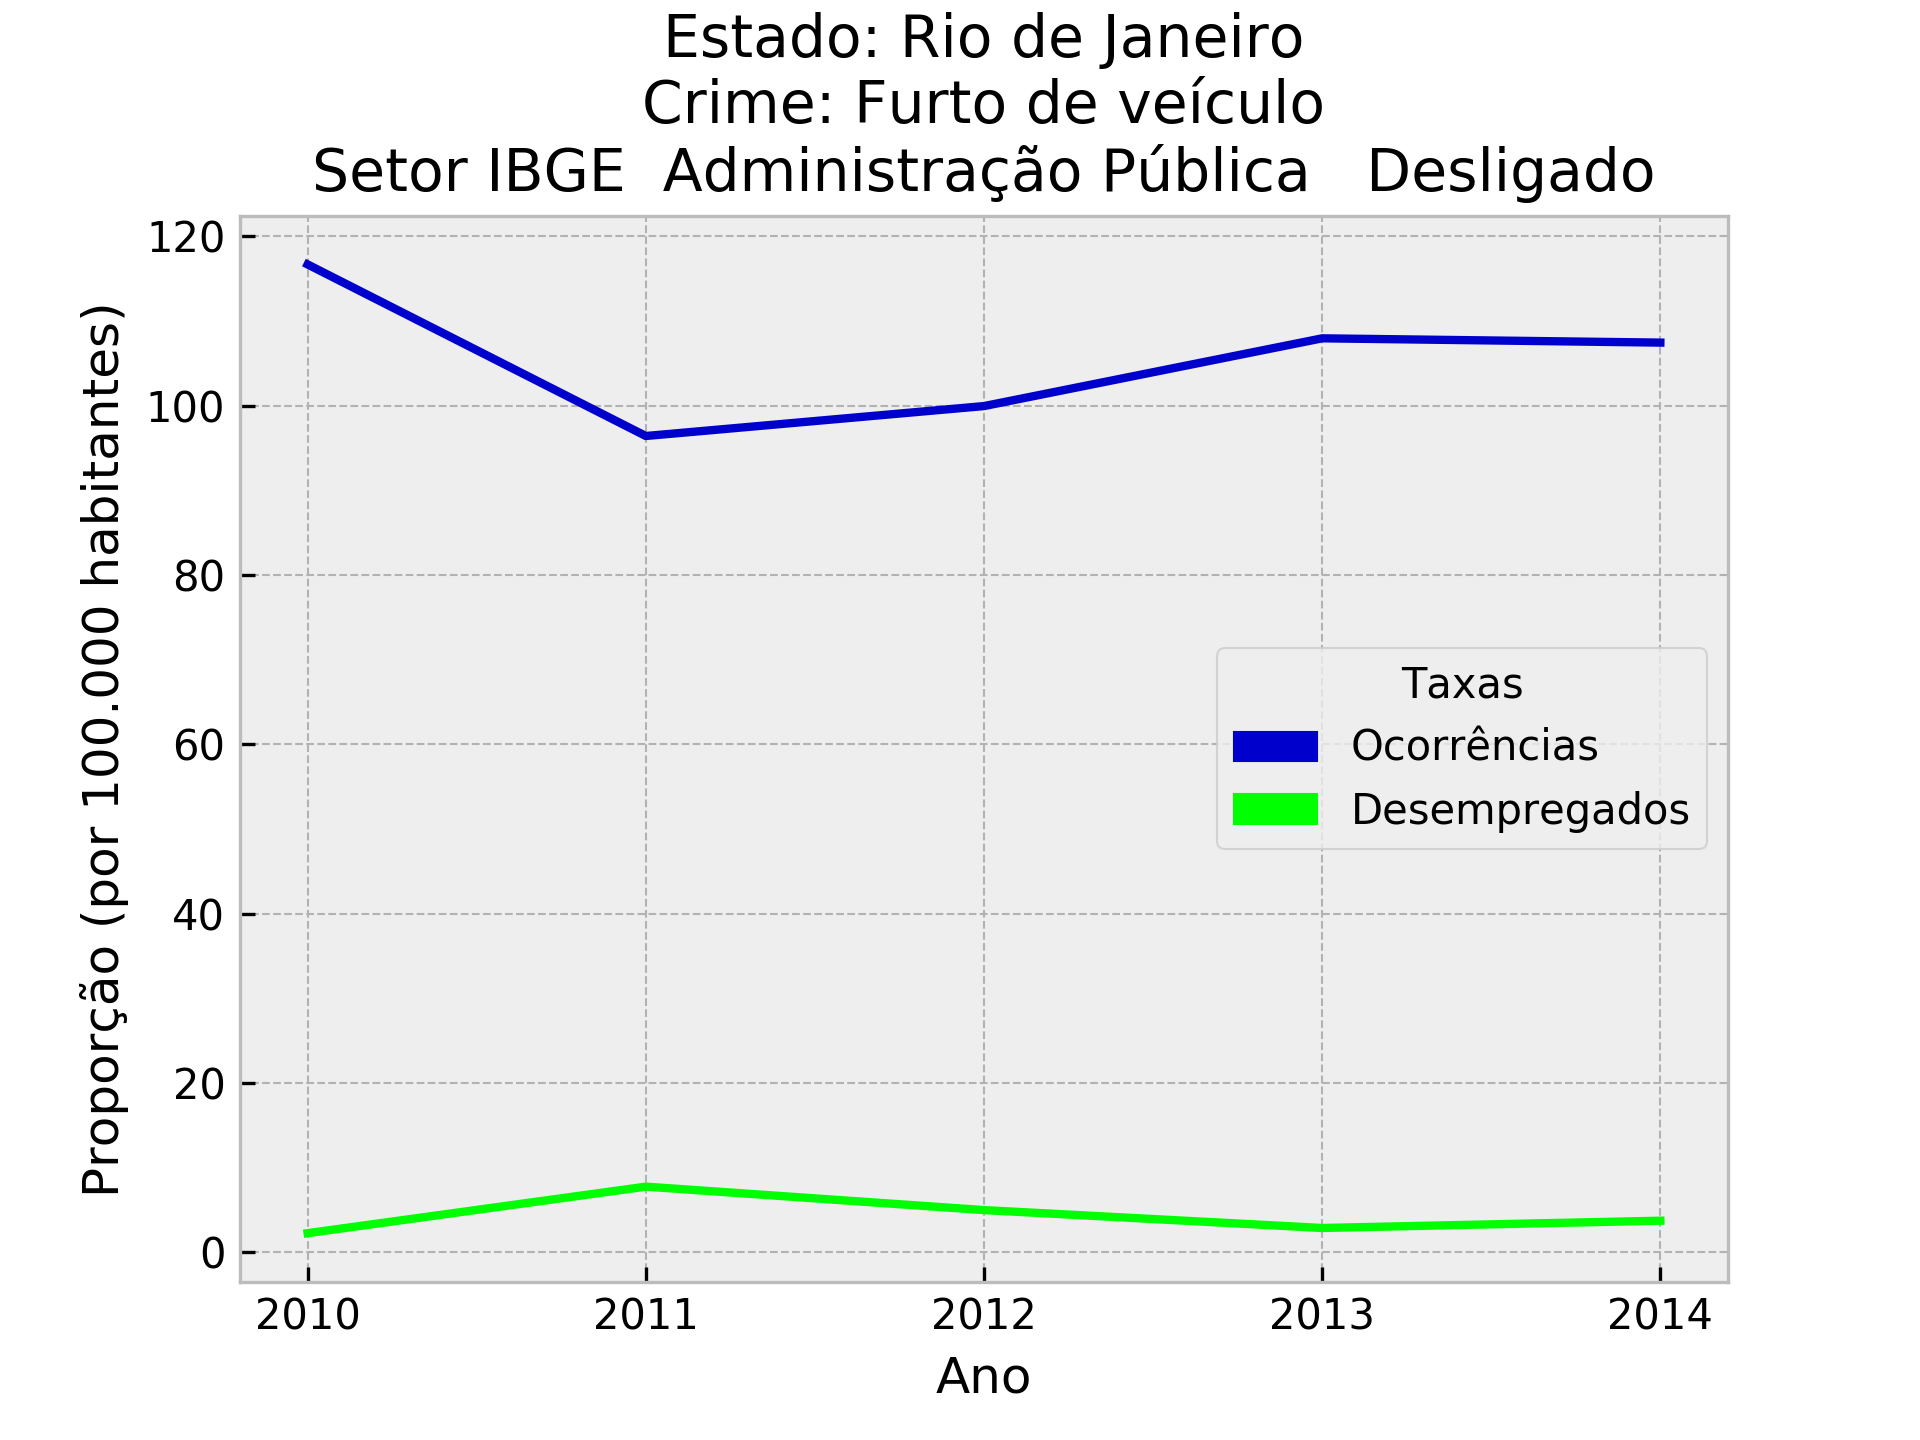 Estado: Rio de Janeiro
Crime: Furto de veículo
Setor IBGE  Administração Pública   Desligado
Proporção (por 100.000 habitantes)
120
100
80
60
40
20
0
Taxas
Ocorrências
Desempregados
2010 2011 2012 2013 2014
Ano